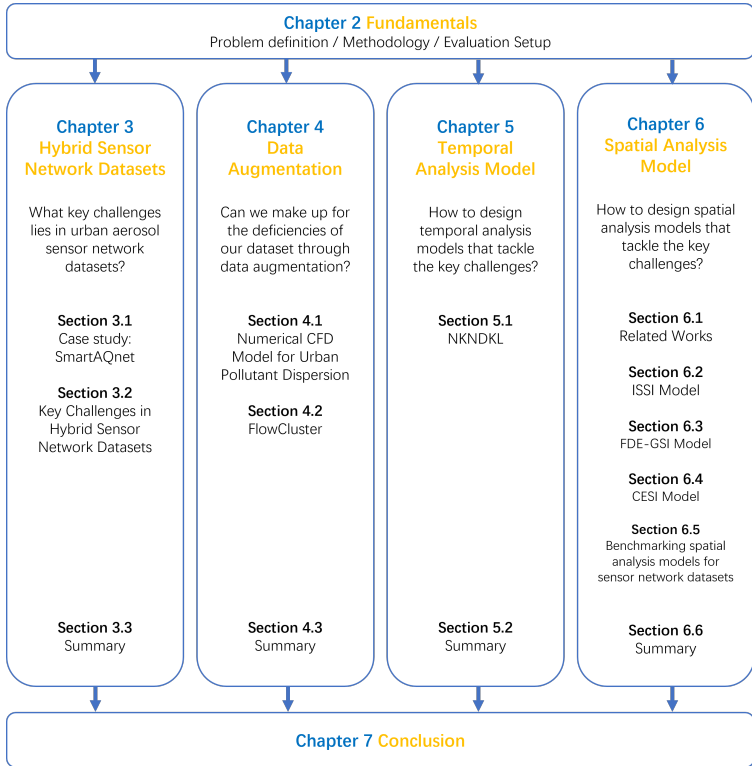 Chapter 2 Fundamentals
Problem definition / Methodology / Evaluation Setup
Chapter 3
Hybrid Sensor
Network Datasets
What key challenges
lies in urban aerosol
sensor network
datasets?
Section 3.1
Case study:
SmartAQnet
Section 3.2
Key Challenges in
Hybrid Sensor
Network Datasets
Section 3.3
Summary
Chapter 4
Data
Augmentation
Can we make up for
the deficiencies of
our dataset through
data augmentation?
Section 4.1
Numerical CFD
Model for Urban
Pollutant Dispersion
Section 4.2
FlowCluster
Section 4.3
Summary
Chapter 5
Temporal
Analysis Model
How to design
temporal analysis
models that tackle
the key challenges?
Section 5.1
NKNDKL
Section 5.2
Summary
Chapter 6
Spatial Analysis
Model
How to design spatial
analysis models that
tackle the key
challenges?
Section 6.1
Related Works
Section 6.2
ISSI Model
Section 6.3
FDE-GSI Model
Section 6.4
CESI Model
Section 6.5
Benchmarking spatial
analysis models for
sensor network datasets
Section 6.6
Summary
Chapter 7 Conclusion